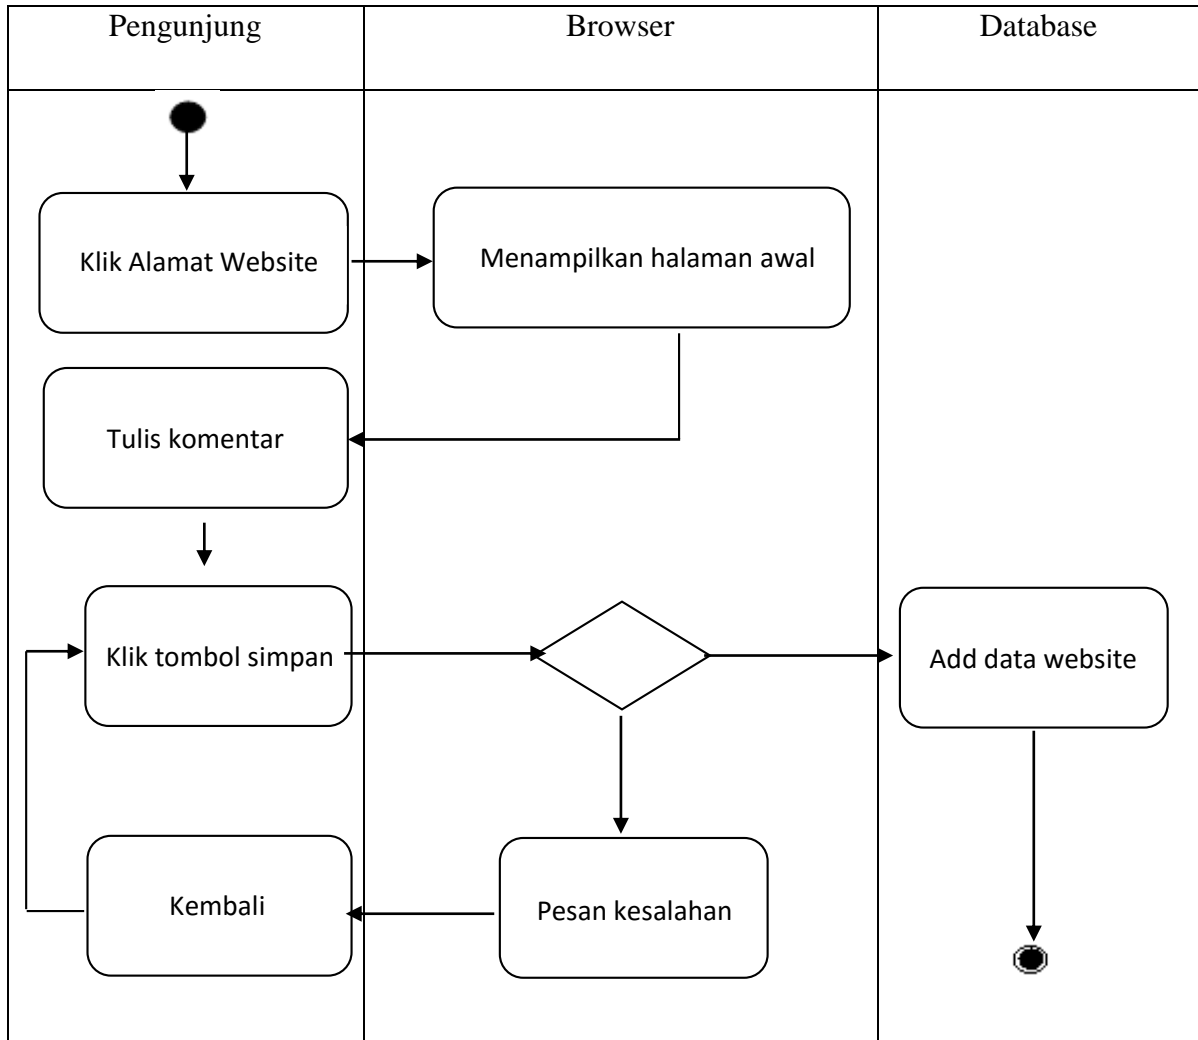 Pengunjung
Browser
Database
Klik Alamat Website
Menampilkan halaman awal
Tulis komentar
Klik tombol simpan
Add data website
Kembali
Pesan kesalahan